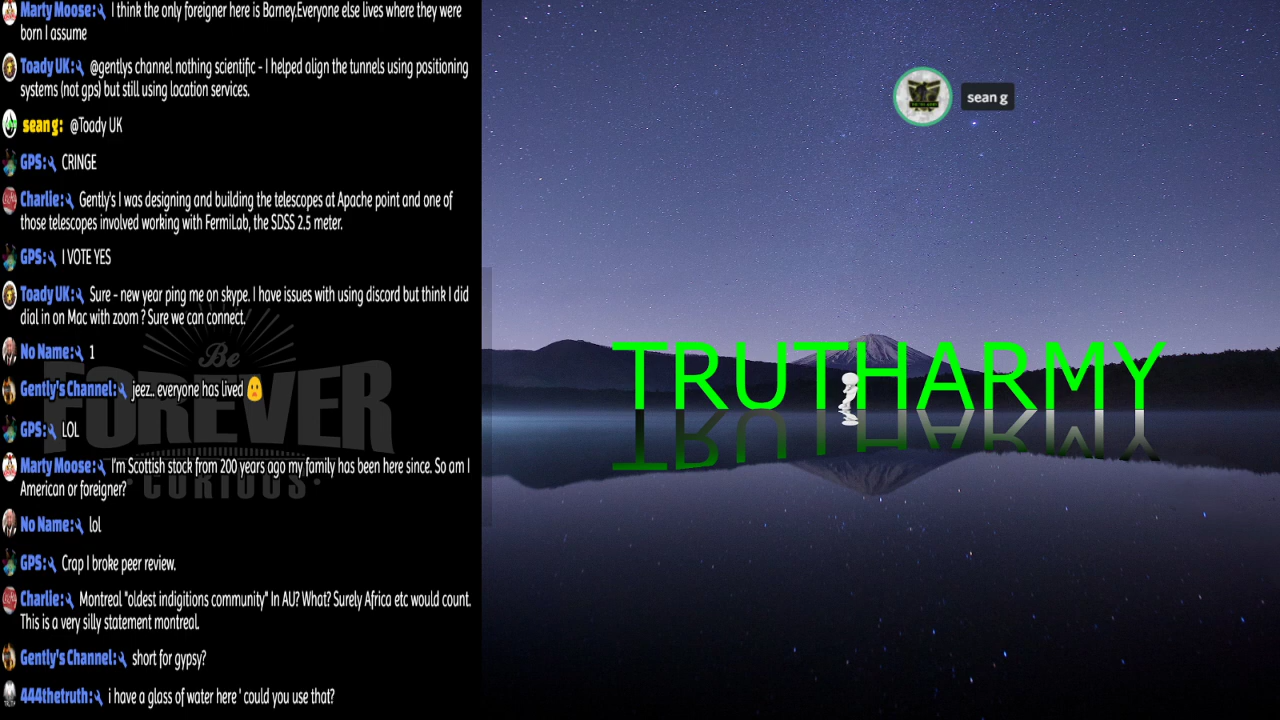 Marty Moose: I think the only foreigner here is Barney.Everyone else lives where they were
born I assume
Toady UK: @gentlys channel nothing scientific - I helped align the tunnels using positioning
systems (not gps) but still using location services.
sean g: @Toady UK
GPS: CRINGE
Charlie: Gently's I was designing and building the telescopes at Apache point and one of
those telescopes involved working with FermiLab, the SDSS 2.5 meter.
GPS: I VOTE YES
Toady UK: Sure - new year ping me on skype. I have issues with using discord but think I did
dial in on Mac with zoom ? Sure we can connect.
No Name: 1
Gently's Channel: jeez.. everyone has lived
GPS: LOL
Marty Moose: I'm Scottish stock from 200 years ago my family has been here since. So am I
American or foreigner?
No Name: lol
GPS: Crap I broke peer review.
Charlie: Montreal "oldest indigitions community" In AU? What? Surely Africa etc would count.
This is a very silly statement montreal.
Gently's Channel: short for gypsy?
444thetruth: i have a glass of water here ' could you use that?
Be
FOREVER
CURIOUS
sean g
TRUTHARMY